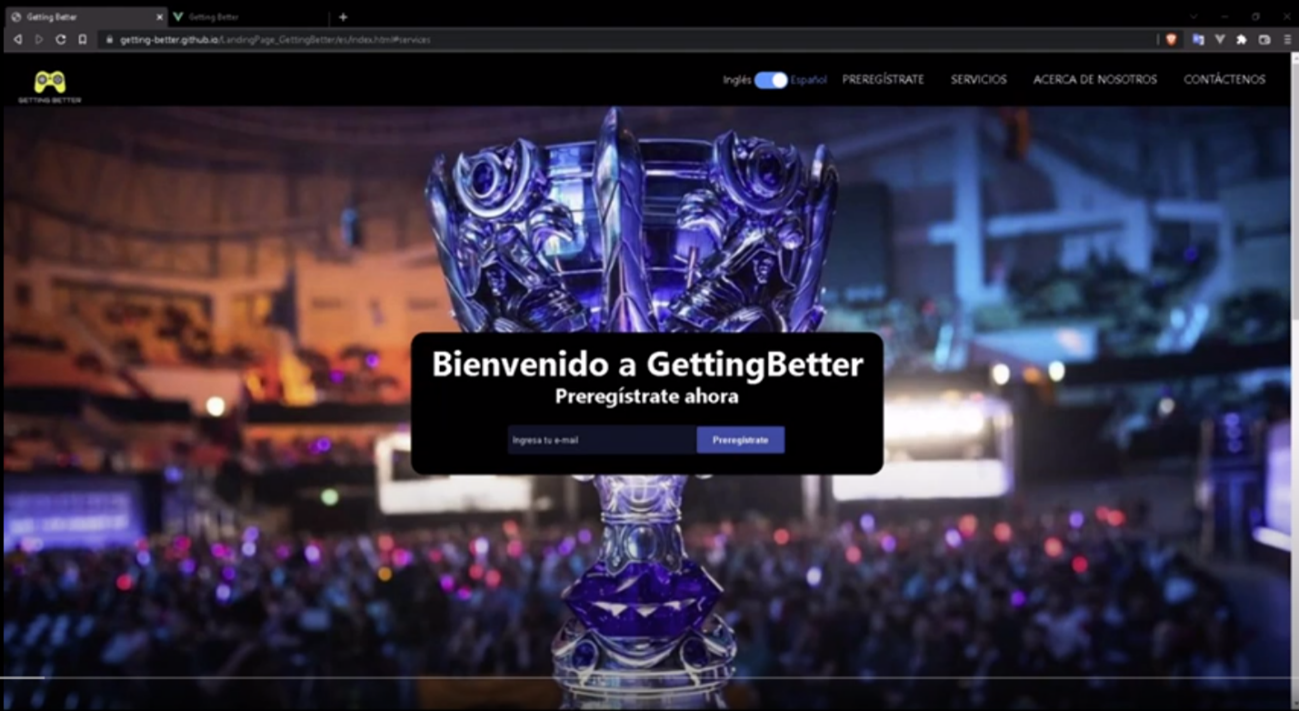 Getting Better
Getting Better
getting-better.github.io/LandingPage_GettingBetter/es/index.html#services
GETTING BETTER
Inglés Español PREREGÍSTRATE SERVICIOS ACERCA DE NOSOTROS CONTÁCTENOS
Bienvenido a GettingBetter
Preregístrate ahora
Ingresa tu e-mail
Preregístrate